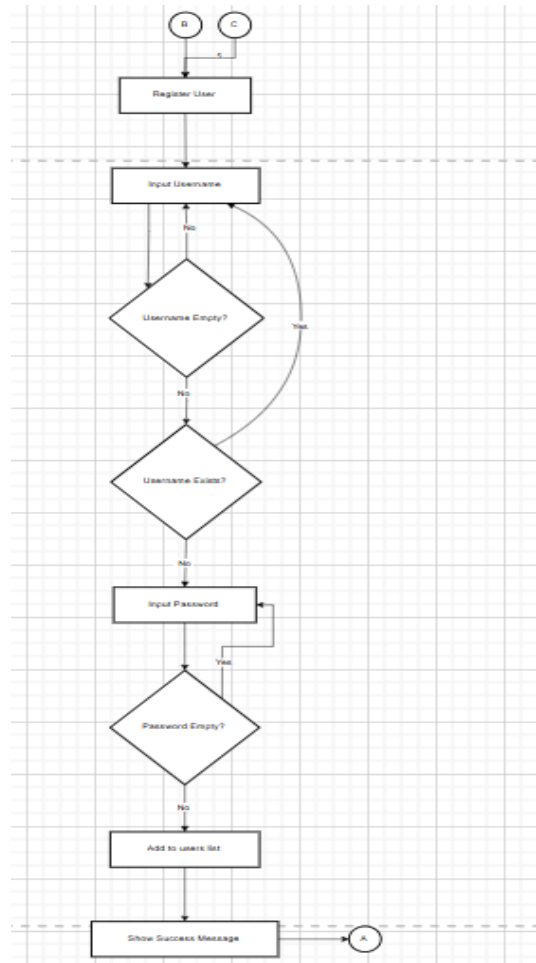 B
C
Register User
Input Username
No
Username Empty?
Yes
No
Username Exists?
No
Input Password
Yes
Password Empty?
No
Add to users list
Show Success Message
A